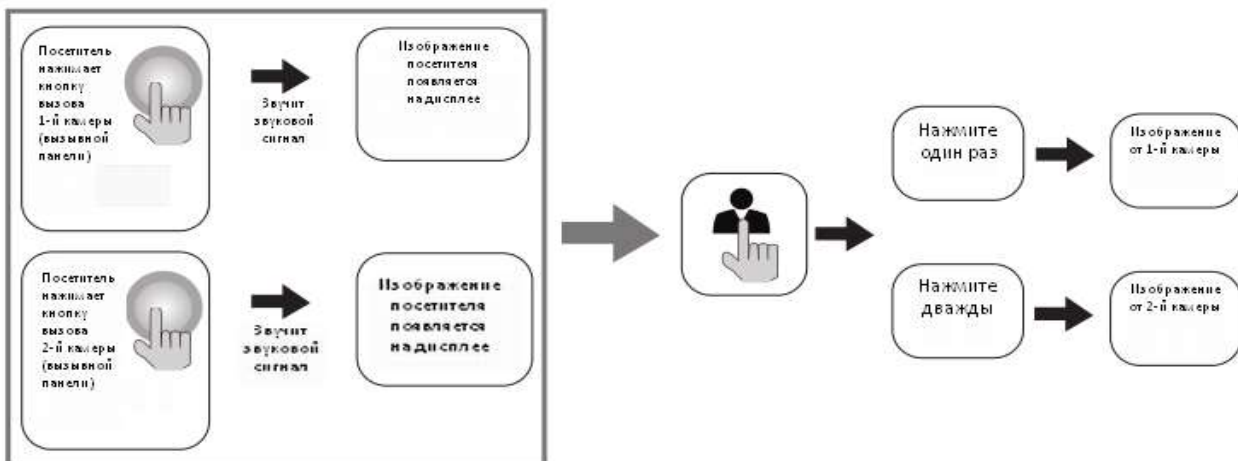 Посетитель
нажимает
кнопку
вызова
1-й камеры
(вызывной
панели)
Звучит
звуковой
сигнал
Изображение
посетителя
появляется
на дисплее
Посетитель
нажимает
кнопку
вызова
2-й камеры
(вызывной
панели)
Звучит
звуковой
сигнал
Изображение
посетителя
появляется
на дисплее
Нажмите
один раз
Изображение
от 1-й камеры
Нажмите
дважды
Изображение
от 2-й камеры